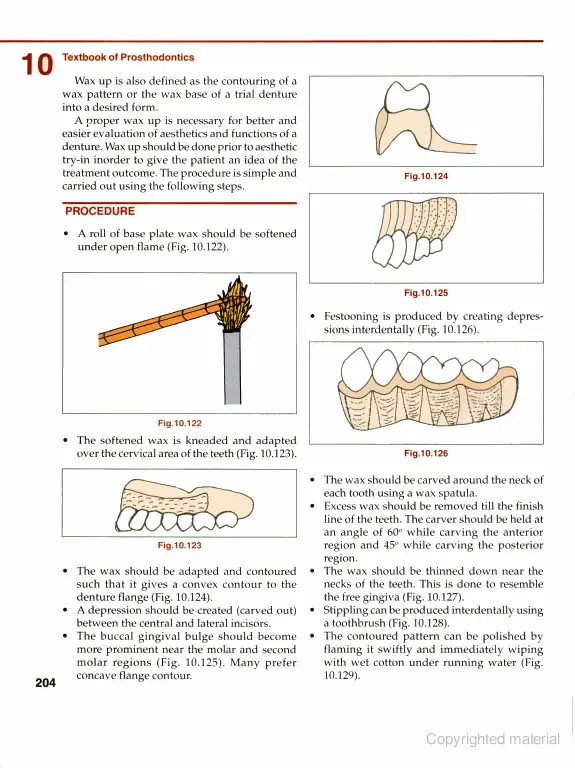 10
Textbook of Prosthodontics
Wax up is also defined as the contouring of a
wax pattern or the wax base of a trial denture
into a desired form.
A proper wax up is necessary for better and
easier evaluation of aesthetics and functions of a
denture. Wax up should be done prior to aesthetic
try-in inorder to give the patient an idea of the
treatment outcome. The procedure is simple and
carried out using the following steps.
PROCEDURE
• A roll of base plate wax should be softened
under open flame (Fig. 10.122).
Fig.10.122
• The softened wax is kneaded and adapted
over the cervical area of the teeth (Fig. 10.123).
Fig.10.123
• The wax should be adapted and contoured
such that it gives a convex contour to the
denture flange (Fig. 10.124).
• A depression should be created (carved out)
between the central and lateral incisors.
• The buccal gingival bulge should become
more prominent near the molar and second
molar regions (Fig. 10.125). Many prefer
concave flange contour.
204
Fig.10.124
Fig.10.125
• Festooning is produced by creating depres-
sions interdentally (Fig. 10.126).
Fig.10.126
• The wax should be carved around the neck of
each tooth using a wax spatula.
• Excess wax should be removed till the finish
line of the teeth. The carver should be held at
an angle of 60° while carving the anterior
region and 45° while carving the posterior
region.
• The wax should be thinned down near the
necks of the teeth. This is done to resemble
the free gingiva (Fig. 10.127).
• Stippling can be produced interdentally using
a toothbrush (Fig. 10.128).
• The contoured pattern can be polished by
flaming it swiftly and immediately wiping
with wet cotton under running water (Fig.
10.129).
Copyrighted material